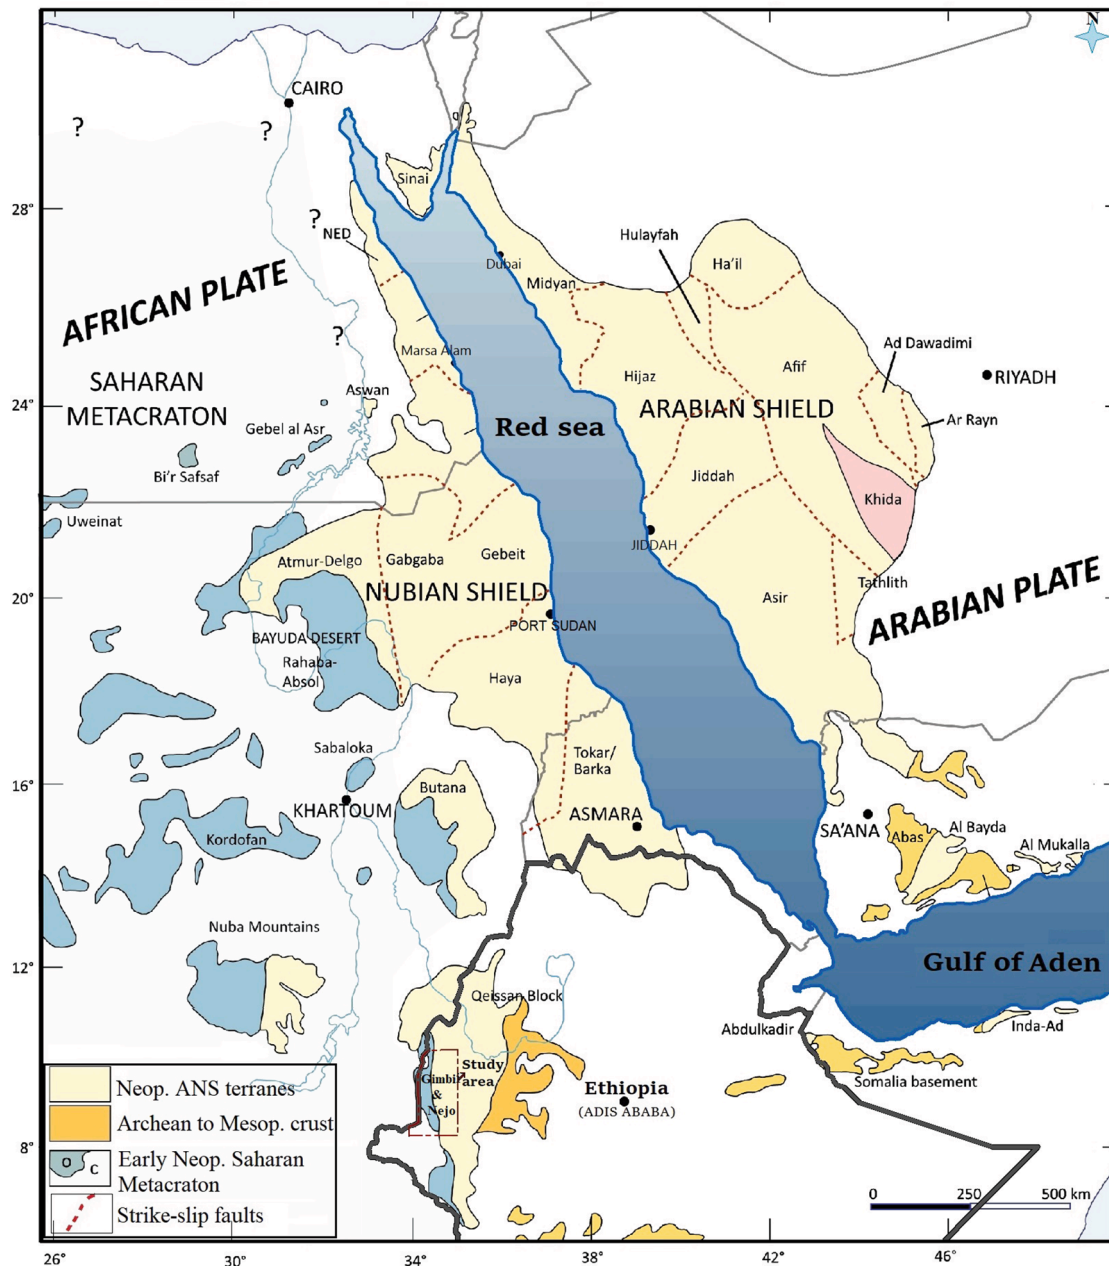 N
CAIRO
?
?
Sinai
28°
?
NED
Hulayfah
Ha'il
Dubai
Midyan
AFRICAN PLATE
?
Marsa Alam
Ad Dawadimi
SAHARAN
METACRATON
Aswan
Hijaz
Afif
RIYADH
24°
ARABIAN SHIELD
Gebel al Asr
Red sea
Ar Rayn
Bi'r Safsaf
Jiddah
Khida
Uweinat
JIDDAH
Atmur-Delgo
Gabgaba
Gebeit
NUBIAN SHIELD
Tathlith
20°
Asir
ARABIAN PLATE
PORT SUDAN
BAYUDA DESERT
Rahaba-
Absol
Haya
Sabaloka
Tokar/
Barka
16°
Butana
KHARTOUM
ASMARA
SA'ANA
Abas
Al Bayda
Al Mukalla
Kordofan
Nuba Mountains
12°
Gulf of Aden
Qeissan Block
Abdulkadir
Inda-Ad
Study
area
Gimbi
&
Nejo
Ethiopia
(ADIS ABABA)
Somalia basement
Neop. ANS terranes
Archean to Mesop. crust
8°
Early Neop. Saharan
Metacraton
C
Strike-slip faults
0 250 500 km
26° 30° 34° 38° 42° 46°